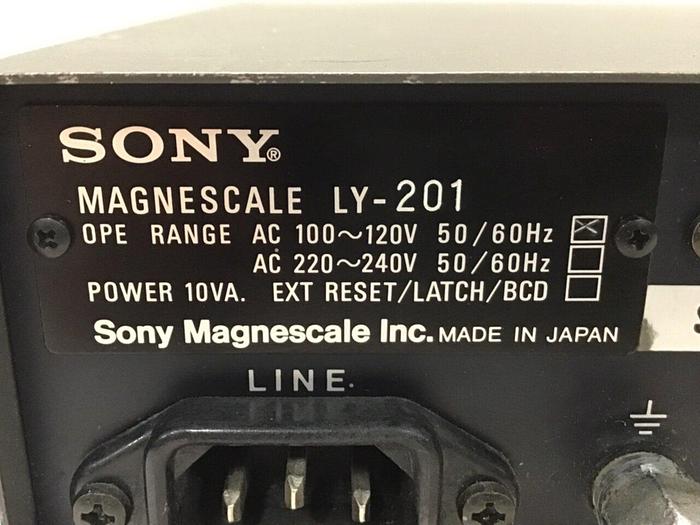 SONY®
MAGNESCALE LY-201
OPE RANGE AC 100~120V 50/60Hz
AC 220~240V 50/60Hz
POWER 10VA. EXT RESET/LATCH/BCD
Sony Magnescale Inc. MADE IN JAPAN
LINE